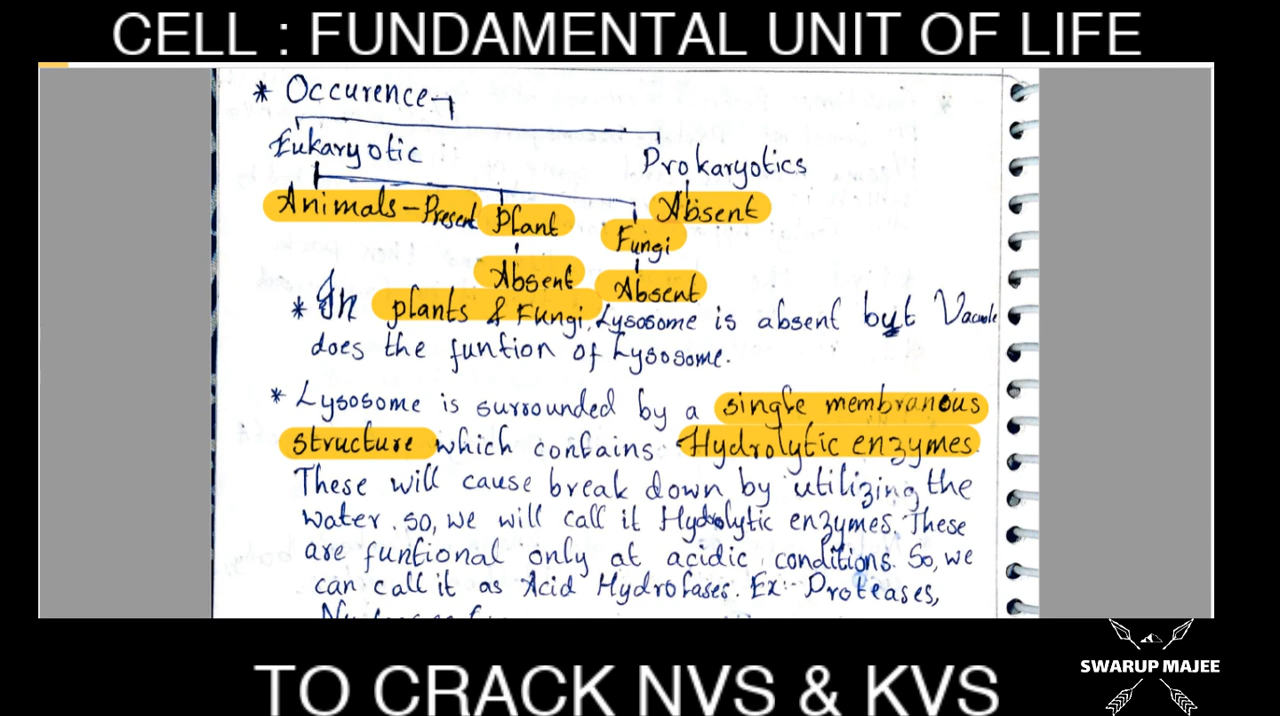 CELL : FUNDAMENTAL UNIT OF LIFE
* Occurence
Eukaryotic Prokaryotics
Animals - Present Plant Fungi Absent
Absent Absent
* In plants & Fungi, Lysosome is absent but Vacuole
does the funtion of Lysosome.
* Lysosome is surrounded by a single membranous
structure which contains Hydrolytic enzymes.
These will cause break down by utilizing the
water. so, we will call it Hydrolytic enzymes. These
are funtional only at acidic conditions. So, we
can call it as Acid Hydrolases. Ex:- Proteases,
TO CRACK NVS & KVS
SWARUP MAJEE